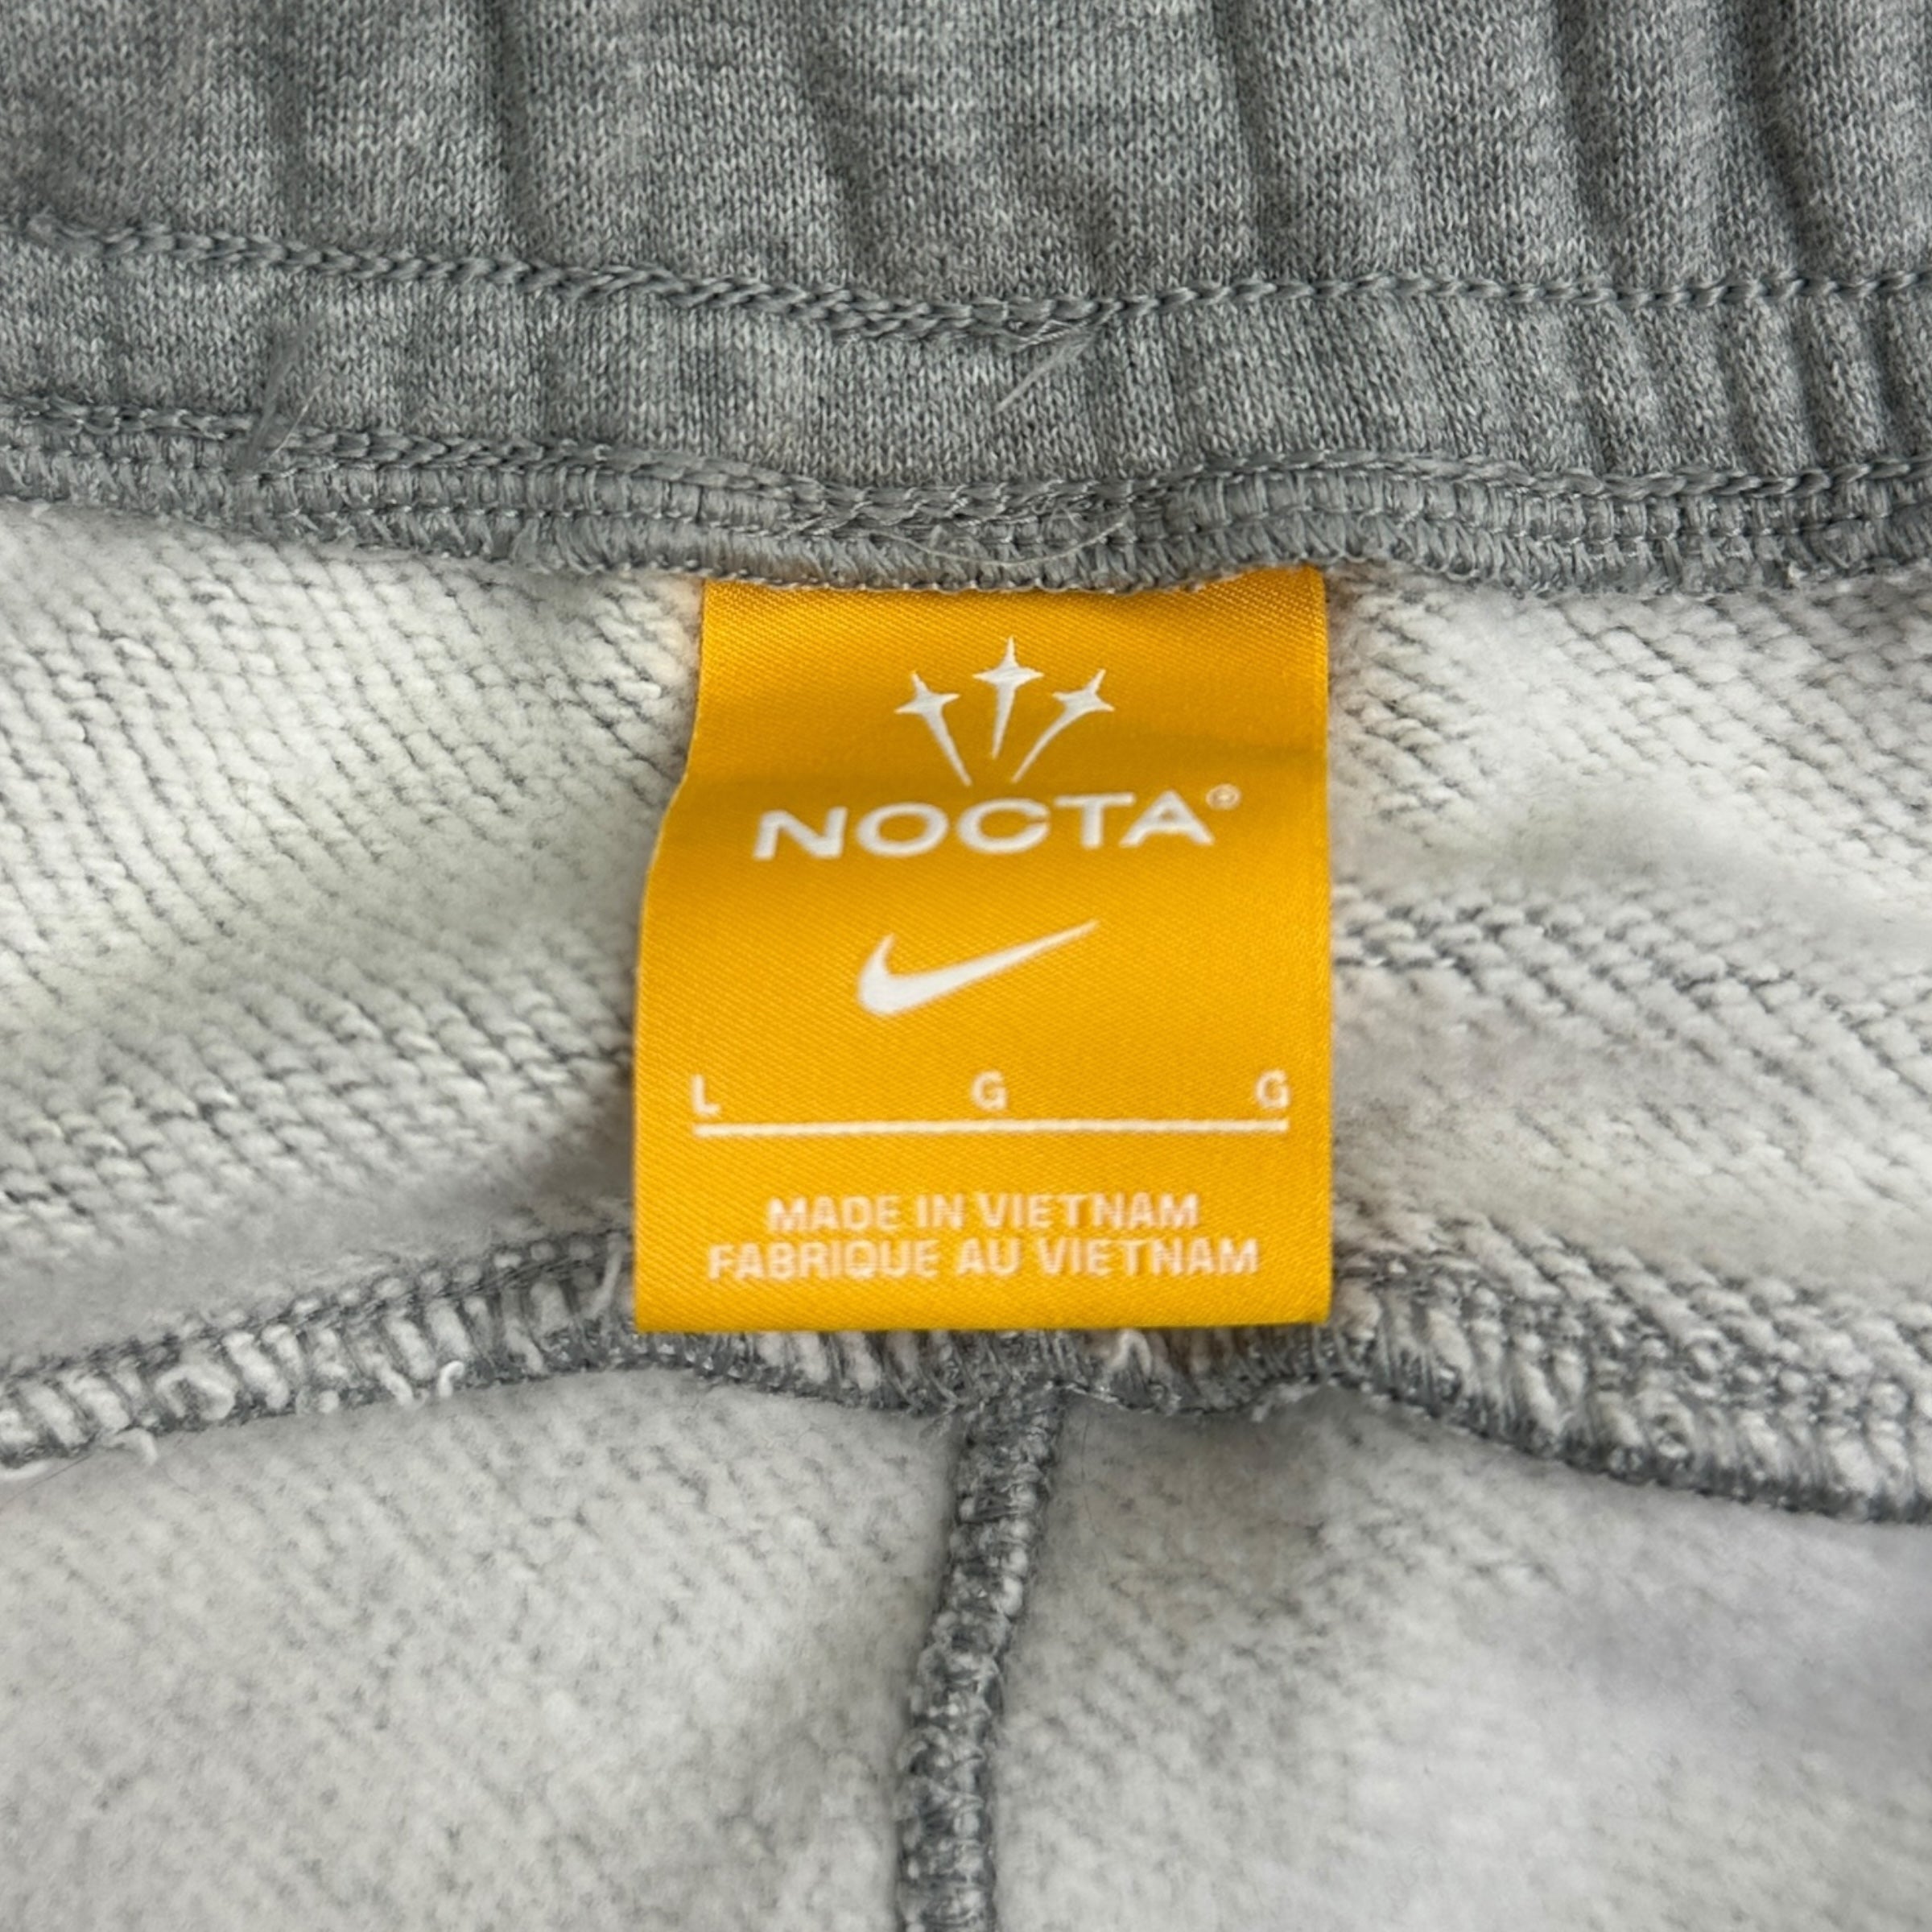 NOCTA®
L G G
MADE IN VIETNAM
FABRIQUE AU VIETNAM